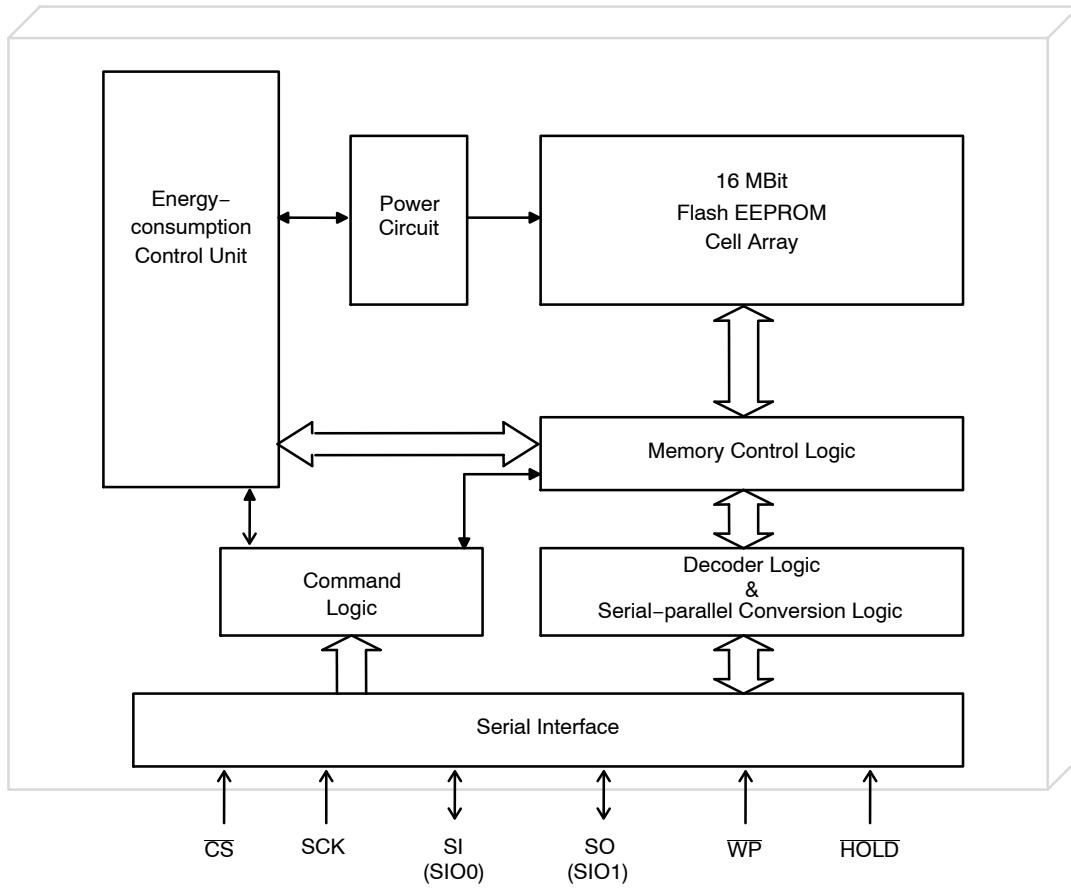 Energy−
consumption
Control Unit
Power
Circuit
16 MBit
Flash EEPROM
Cell Array
Memory Control Logic
Command
Logic
Decoder Logic
&
Serial−parallel Conversion Logic
Serial Interface
CS
SCK
SI
(SIO0)
SO
(SIO1)
WP
HOLD